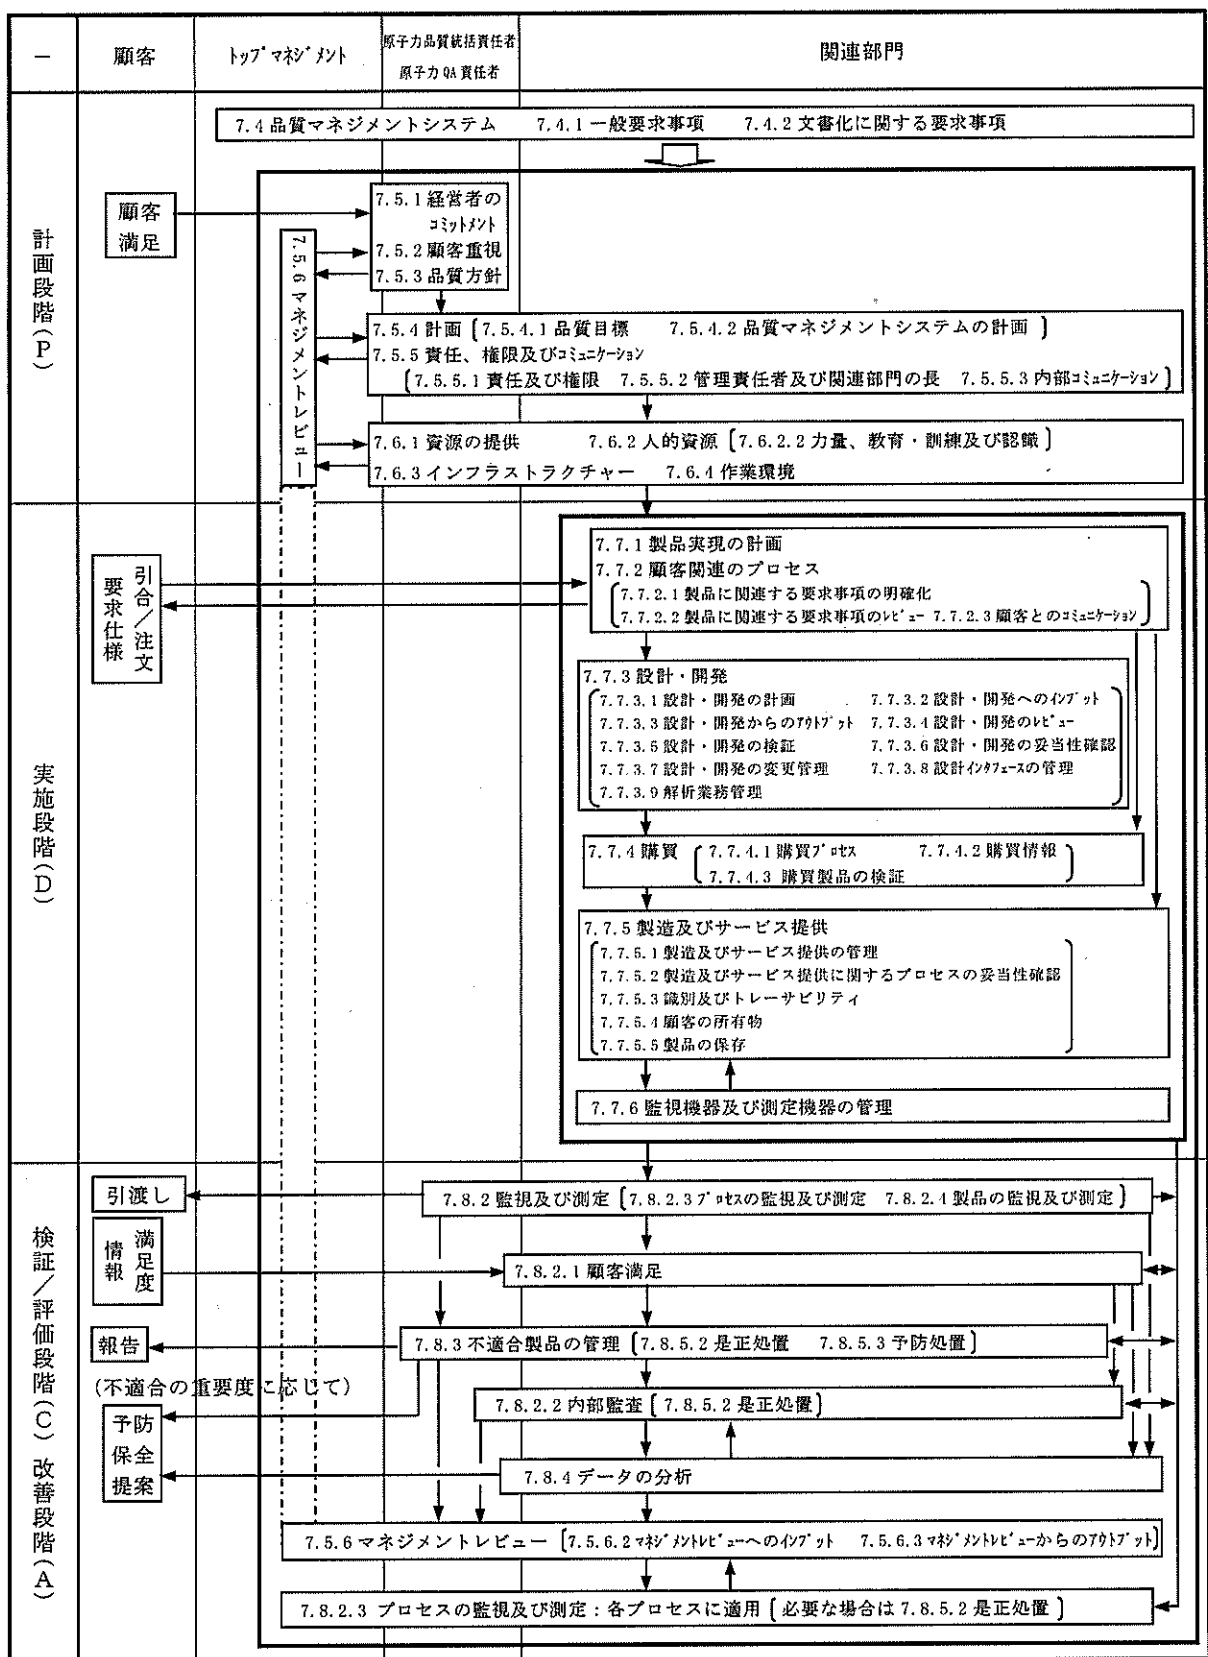 －
顧客
トップマネジメント
原子力品質統括責任者
原子力QA責任者
関連部門
計画段階(P)
7.4品質マネジメントシステム 7.4.1一般要求事項 7.4.2文書化に関する要求事項
顧客
満足
7.5.1経営者の
コミットメント
7.5.2顧客重視
7.5.3品質方針
7.5.6マネジメントレビュー
7.5.4計画〔7.5.4.1品質目標 7.5.4.2品質マネジメントシステムの計画〕
7.5.5責任、権限及びコミュニケーション
〔7.5.5.1責任及び権限 7.5.5.2管理責任者及び関連部門の長 7.5.5.3内部コミュニケーション〕
7.6.1資源の提供 7.6.2人的資源〔7.6.2.2力量、教育・訓練及び認識〕
7.6.3インフラストラクチャー 7.6.4作業環境
実施段階(D)
引合／注文
要求仕様
7.7.1製品実現の計画
7.7.2顧客関連のプロセス
7.7.2.1製品に関連する要求事項の明確化
7.7.2.2製品に関連する要求事項のレビュー 7.7.2.3顧客とのコミュニケーション
7.7.3設計・開発
7.7.3.1設計・開発の計画 7.7.3.2設計・開発へのインプット
7.7.3.3設計・開発からのアウトプット 7.7.3.4設計・開発のレビュー
7.7.3.5設計・開発の検証 7.7.3.6設計・開発の妥当性確認
7.7.3.7設計・開発の変更管理 7.7.3.8設計インタフェースの管理
7.7.3.9解析業務管理
7.7.4購買 7.7.4.1購買プロセス 7.7.4.2購買情報
7.7.4.3 購買製品の検証
7.7.5製造及びサービス提供
7.7.5.1製造及びサービス提供の管理
7.7.5.2製造及びサービス提供に関するプロセスの妥当性確認
7.7.5.3識別及びトレーサビリティ
7.7.5.4顧客の所有物
7.7.5.5製品の保存
7.7.6監視機器及び測定機器の管理
検証／評価段階(C) 改善段階(A)
引渡し
7.8.2監視及び測定〔7.8.2.3プロセスの監視及び測定 7.8.2.4製品の監視及び測定〕
満足度
情報
7.8.2.1顧客満足
報告
7.8.3不適合製品の管理〔7.8.5.2是正処置 7.8.5.3予防処置〕
(不適合の重要度に応じて)
7.8.2.2内部監査〔7.8.5.2是正処置〕
予防
保全
提案
7.8.4データの分析
7.5.6マネジメントレビュー〔7.5.6.2マネジメントレビューへのインプット 7.5.6.3マネジメントレビューからのアウトプット〕
7.8.2.3 プロセスの監視及び測定：各プロセスに適用〔必要な場合は7.8.5.2是正処置〕